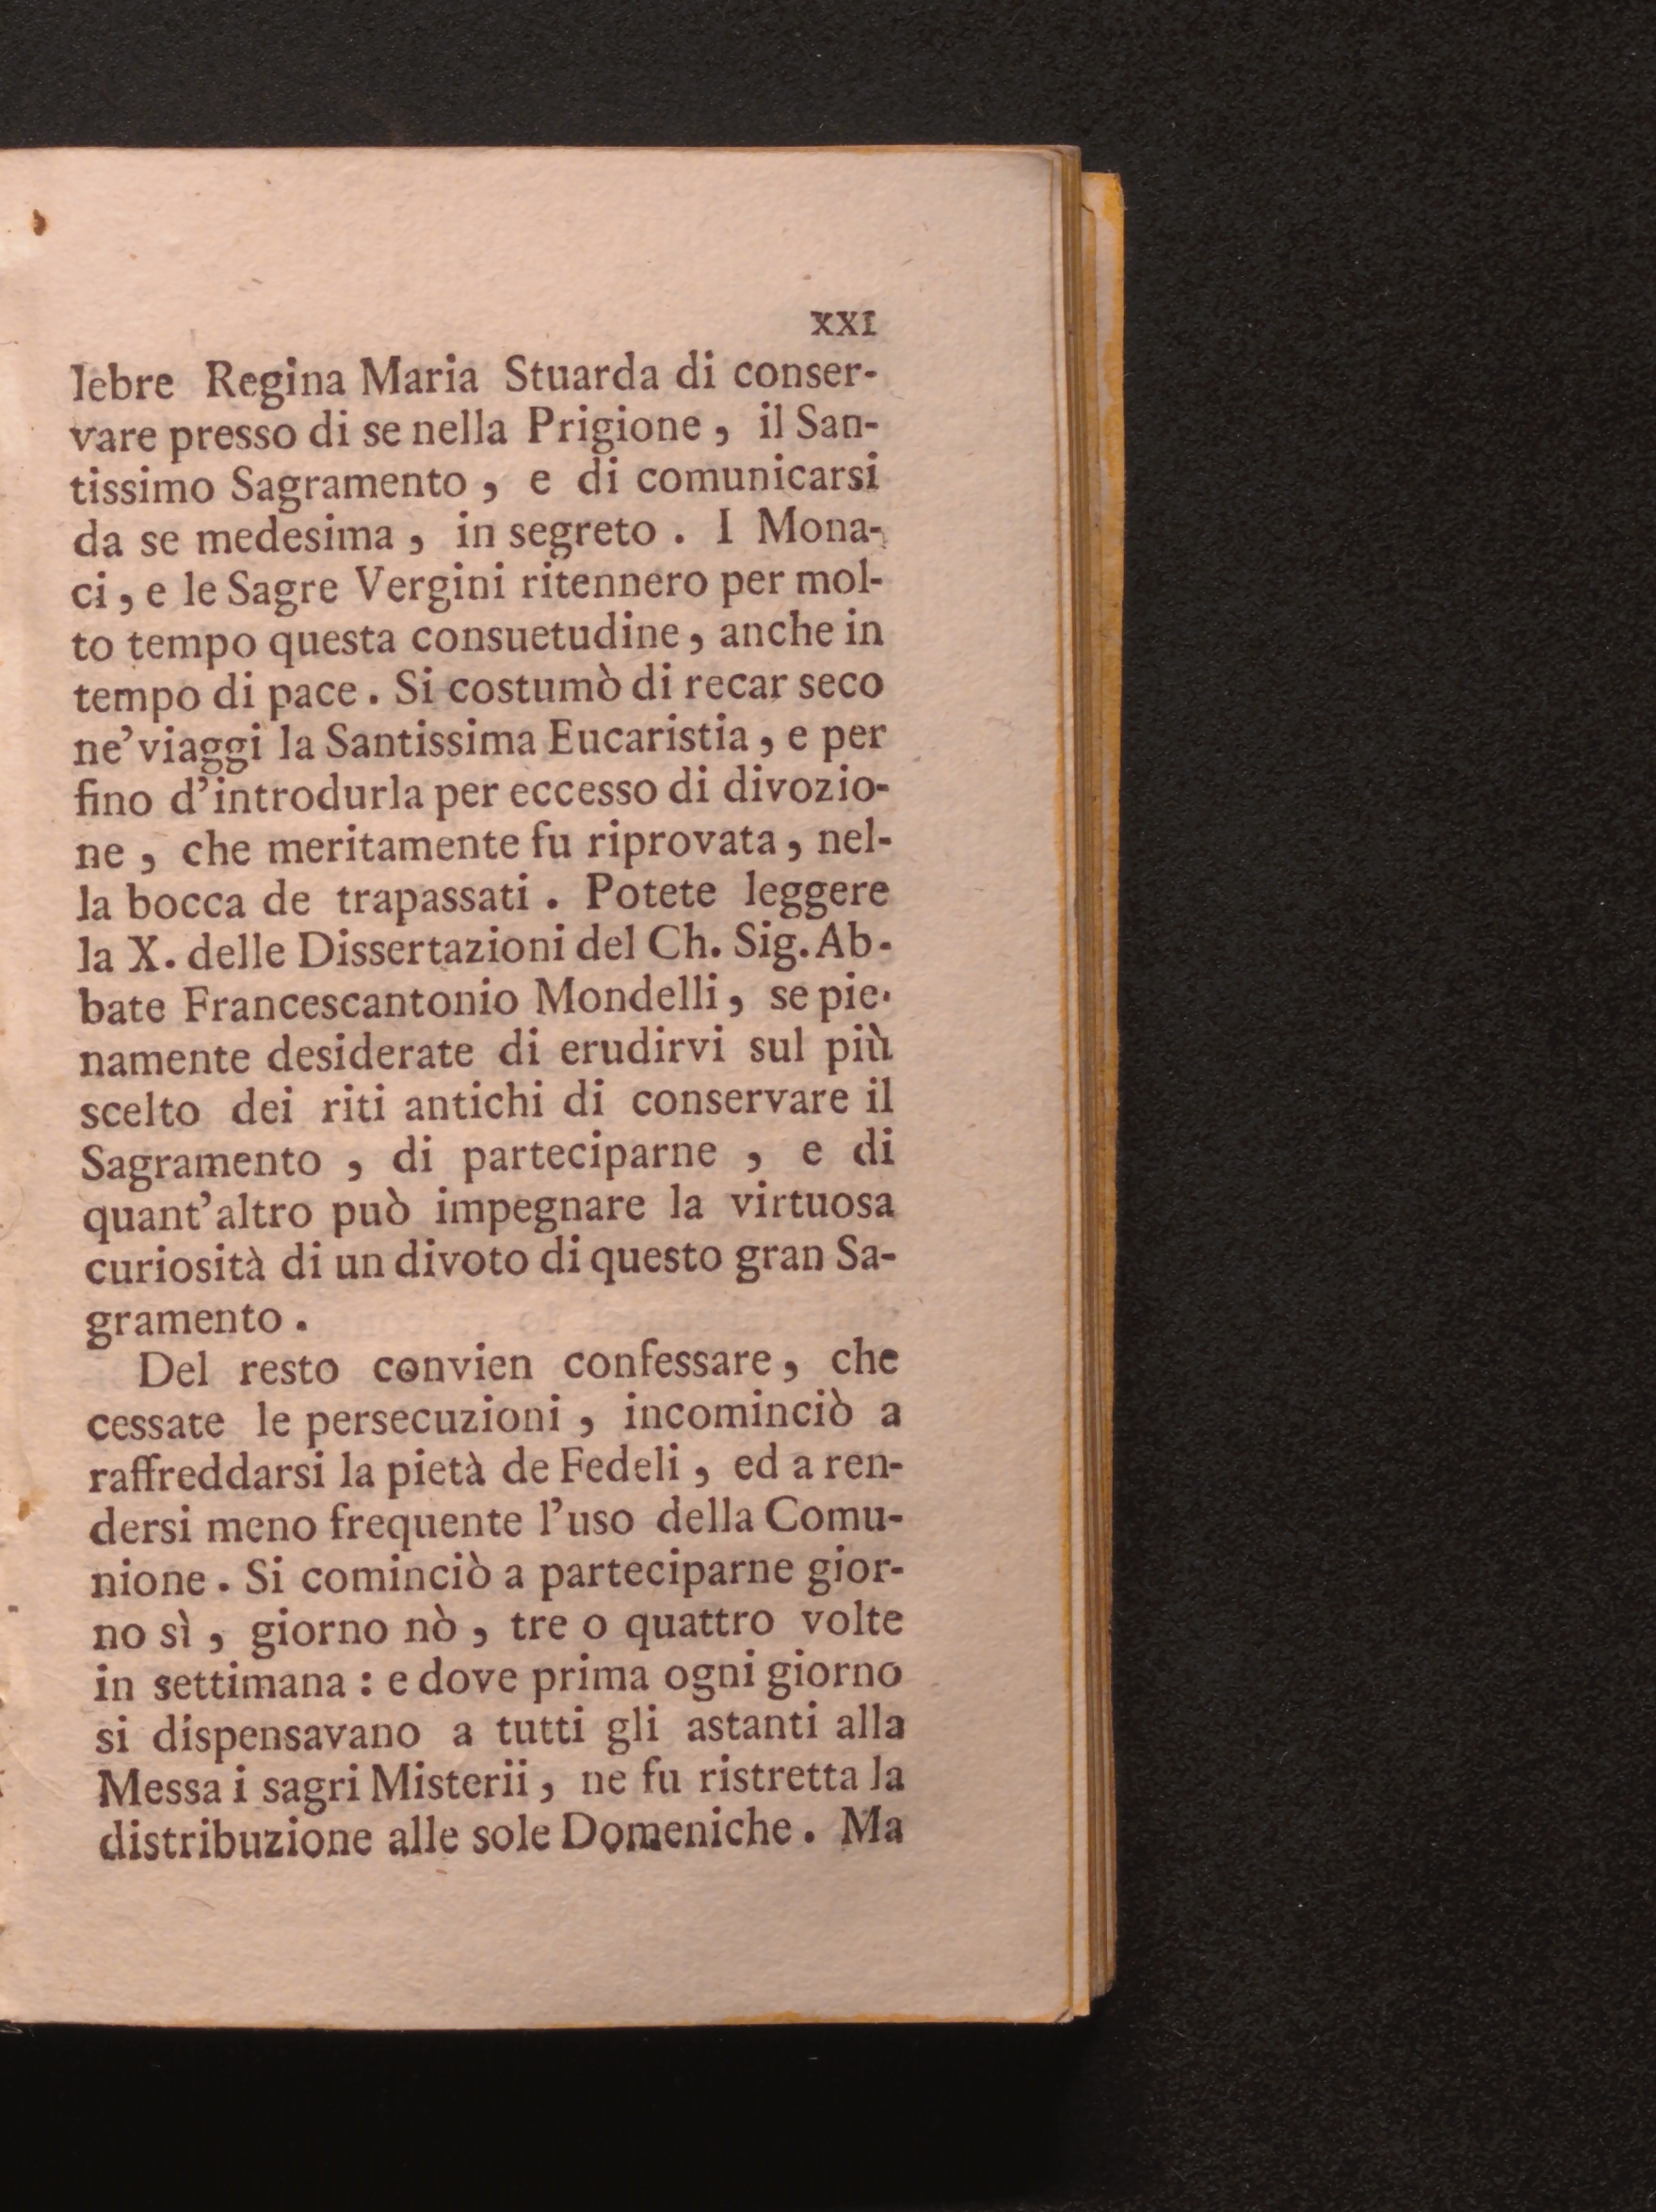 XXI
lebre Regina Maria Stuarda di conser-
vare presso di se nella Prigione, il San-
tissimo Sagramento, e di comunicarsi
da se medesima, in segreto. I Mona-
ci, e le Sagre Vergini ritennero per mol-
to tempo questa consuetudine, anche in
tempo di pace. Si costumò di recar seco
ne'viaggi la Santissima Eucaristia, e per
fino d'introdurla per eccesso di divozio-
ne, che meritamente fu riprovata, nel-
la bocca de trapassati. Potete leggere
la X. delle Dissertazioni del Ch. Sig. Ab-
bate Francescantonio Mondelli, se pie-
namente desiderate di erudirvi sul più
scelto dei riti antichi di conservare il
Sagramento, di parteciparne, e di
quant'altro può impegnare la virtuosa
curiosità di un divoto di questo gran Sa-
gramento.
Del resto convien confessare, che
cessate le persecuzioni, incominciò a
raffreddarsi la pietà de Fedeli, ed a ren-
dersi meno frequente l'uso della Comu-
nione. Si cominciò a parteciparne gior-
no sì, giorno nò, tre o quattro volte
in settimana: e dove prima ogni giorno
si dispensavano a tutti gli astanti alla
Messa i sagri Misterii, ne fu ristretta la
distribuzione alle sole Domeniche. Ma